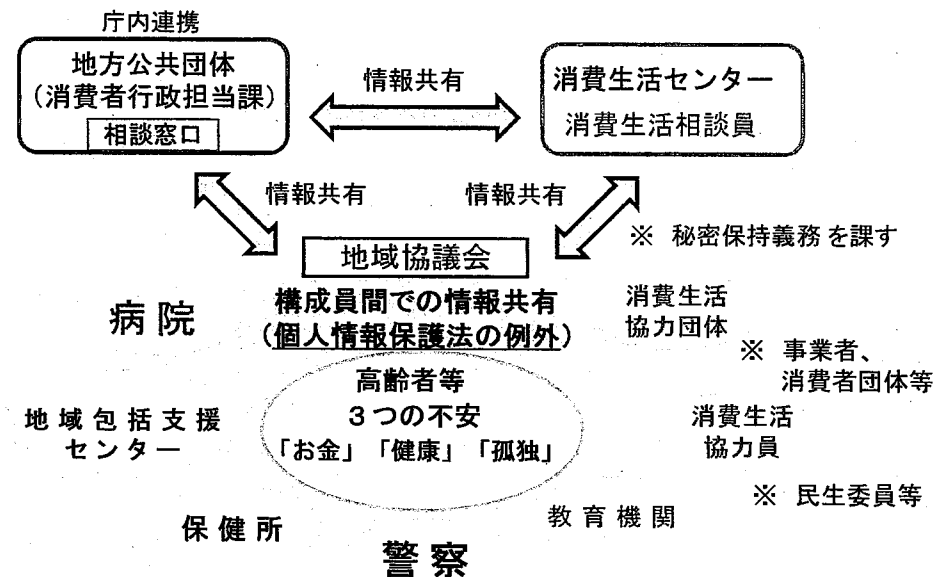 庁内連携
地方公共団体
(消費者行政担当課)
相談窓口
情報共有
消費生活センター
消費生活相談員
情報共有
情報共有
※ 秘密保持義務を課す
地域協議会
構成員間での情報共有
(個人情報保護法の例外)
病院
消費生活
協力団体
※ 事業者、
消費者団体等
高齢者等
3つの不安
「お金」「健康」「孤独」
地域包括支援
センター
消費生活
協力員
※ 民生委員等
保健所
教育機関
警察